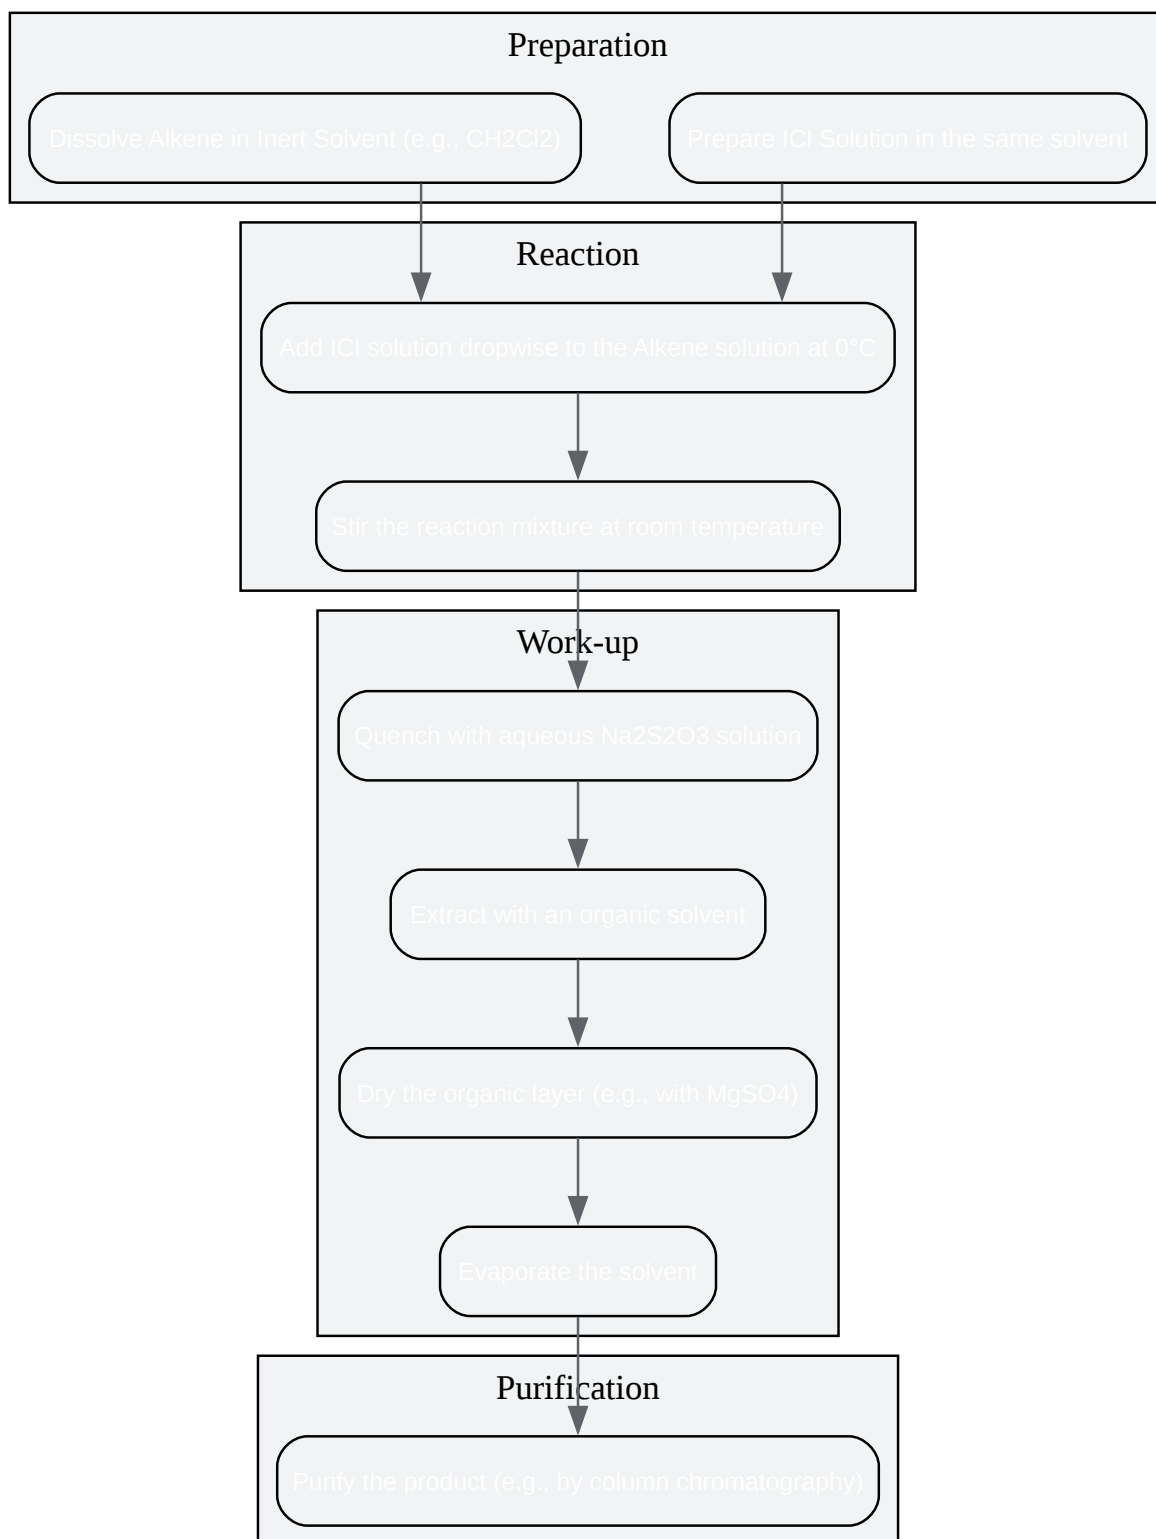 Preparation
Dissolve Alkene in Inert Solvent (e.g., CH2Cl2)
Prepare ICl Solution in the same solvent
Reaction
Add ICl solution dropwise to the Alkene solution at 0°C
Stir the reaction mixture at room temperature
Work-up
Quench with aqueous Na2S2O3 solution
Extract with an organic solvent
Dry the organic layer (e.g., with MgSO4)
Evaporate the solvent
Purification
Purify the product (e.g., by column chromatography)